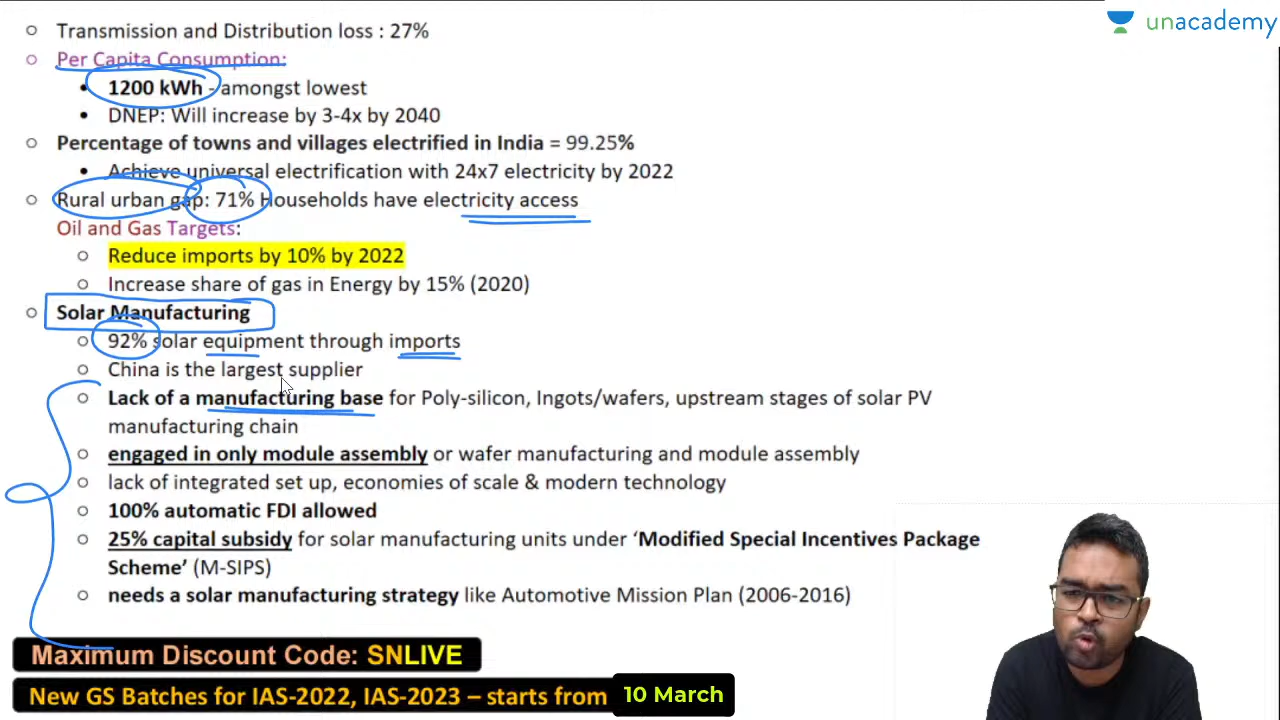 unacademy
Transmission and Distribution loss : 27%
Per Capita Consumption:
1200 kWh - amongst lowest
DNEP: Will increase by 3-4x by 2040
Percentage of towns and villages electrified in India = 99.25%
Achieve universal electrification with 24x7 electricity by 2022
Rural urban gap: 71% Households have electricity access
Oil and Gas Targets:
Reduce imports by 10% by 2022
Increase share of gas in Energy by 15% (2020)
Solar Manufacturing
92% solar equipment through imports
China is the largest supplier
Lack of a manufacturing base for Poly-silicon, Ingots/wafers, upstream stages of solar PV
manufacturing chain
engaged in only module assembly or wafer manufacturing and module assembly
lack of integrated set up, economies of scale & modern technology
100% automatic FDI allowed
25% capital subsidy for solar manufacturing units under ‘Modified Special Incentives Package
Scheme’ (M-SIPS)
needs a solar manufacturing strategy like Automotive Mission Plan (2006-2016)
Maximum Discount Code: SNLIVE
New GS Batches for IAS-2022, IAS-2023 – starts from 10 March